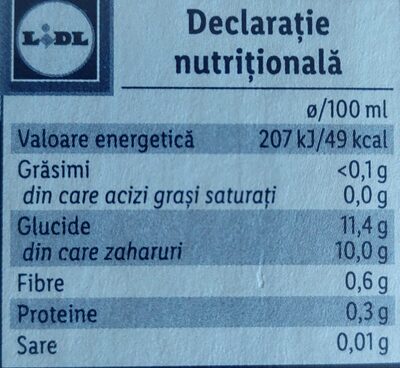 LIDL
Declarație
nutrițională
ø/100 ml
Valoare energetică 207 kJ/49 kcal
Grăsimi <0,1 g
din care acizi grași saturați 0,0 g
Glucide 11,4 g
din care zaharuri 10,0 g
Fibre 0,6 g
Proteine 0,3 g
Sare 0,01 g